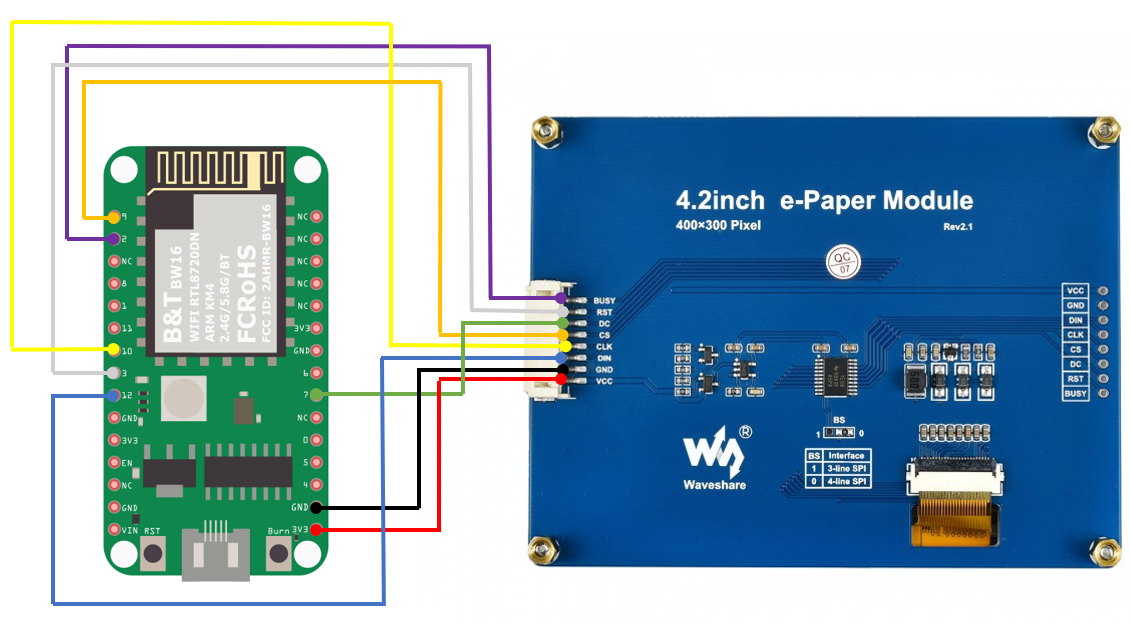 9
2
NC
8
1
11
10
3
12
GND
3V3
EN
NC
GND
VIN
RST
B&T BW16
WIFI RTL8720DN
ARM KM4
2.4G/5.8G/BT
FCRoHS
FCC ID: 2AHMR-BW16
NC
NC
NC
NC
NC
3V3
GND
6
7
NC
0
5
4
GND
3V3
Burn
4.2inch e-Paper Module
400×300 Pixel
Rev2.1
QC
07
BUSY
RST
DC
CS
CLK
DIN
GND
VCC
VCC
GND
DIN
CLK
CS
DC
RST
BUSY
BS
1 0
BS Interface
1 3-line SPI
0 4-line SPI
®
Waveshare